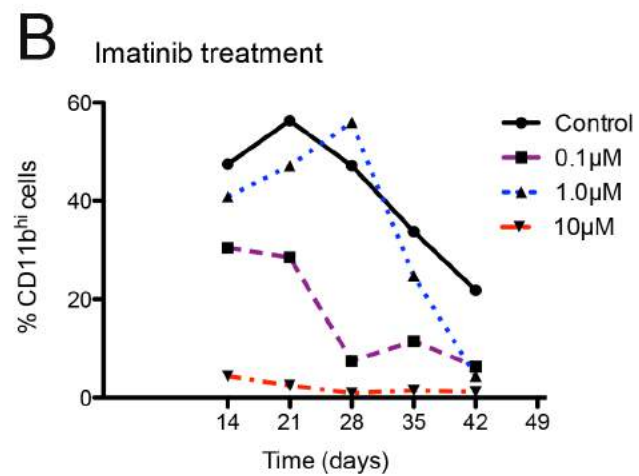 B Imatinib treatment
60
40
20
0
% CD11bhi cells
14 21 28 35 42 49
Time (days)
Control
0.1µM
1.0µM
10µM